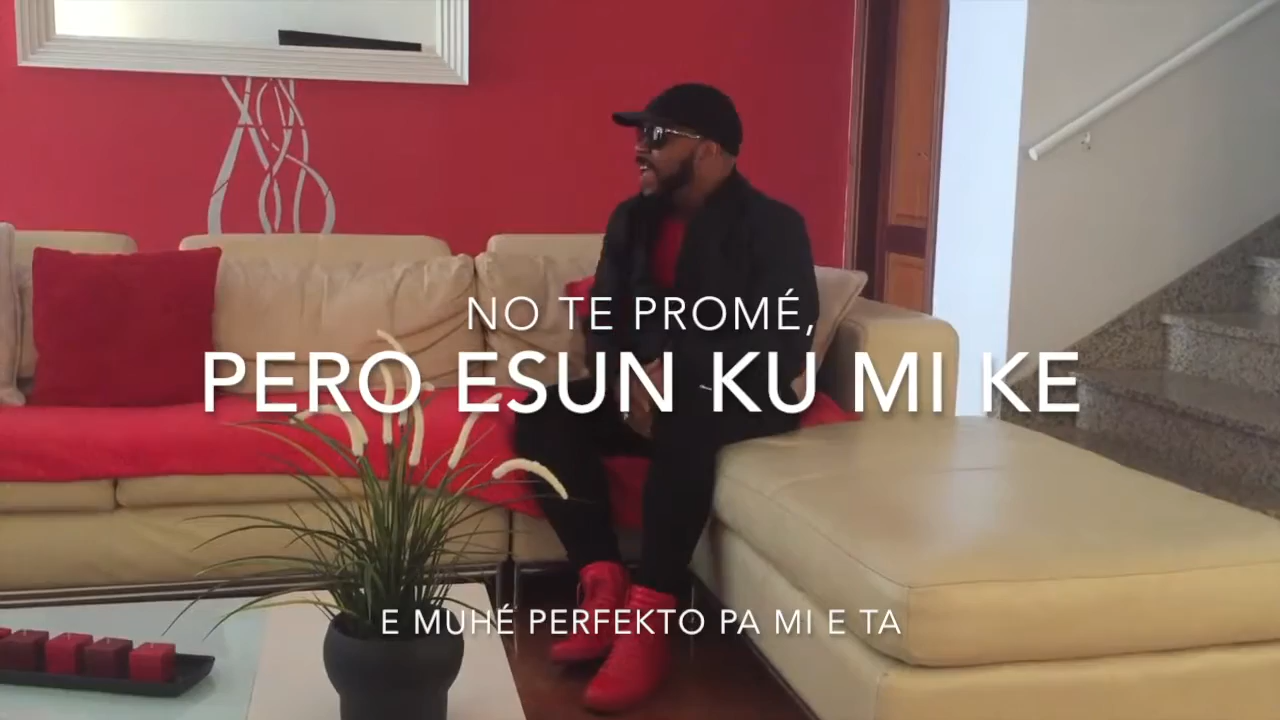 NO TE PROMÉ,
PERO ESUN KU MI KE
E MUHÉ PERFEKTO PA MI E TA